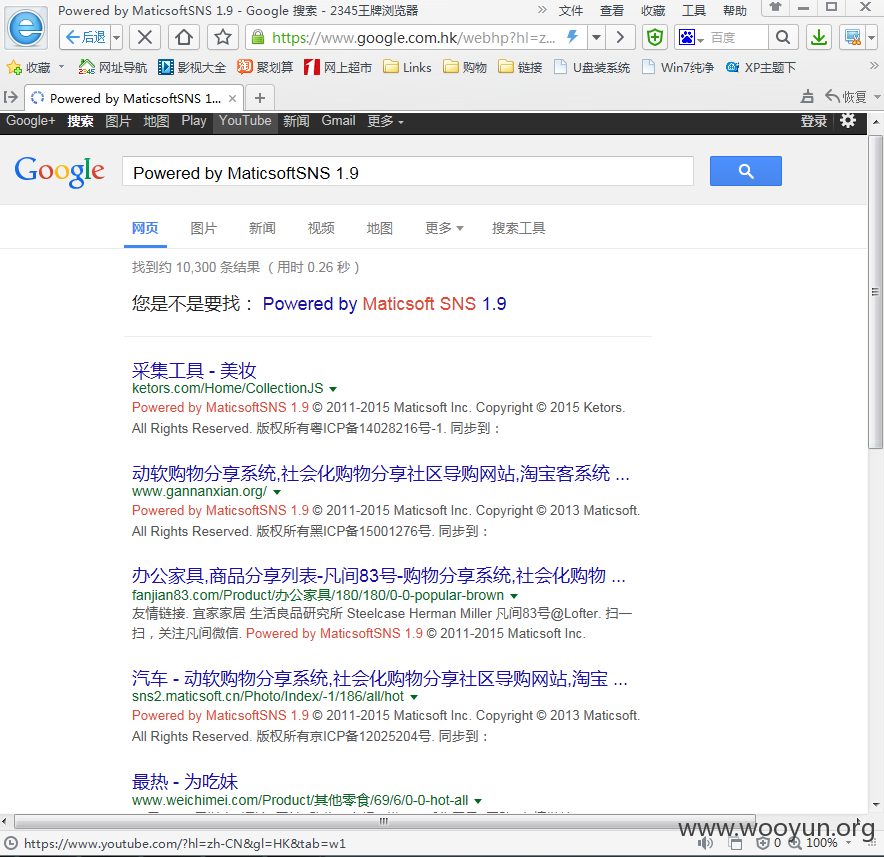 Powered by MaticsoftSNS 1.9 - Google 搜索 - 2345王牌浏览器 » 文件 查看 收藏 工具 帮助
后退 https://www.google.com.hk/webhp?hl=z... 百度
收藏 网址导航 影视大全 聚划算 网上超市 Links 购物 链接 U盘装系统 Win7纯净 XP主题下 »
Powered by MaticsoftSNS 1... × + 恢复
Google+ 搜索 图片 地图 Play YouTube 新闻 Gmail 更多 登录
Google Powered by MaticsoftSNS 1.9
网页 图片 新闻 视频 地图 更多 搜索工具
找到约 10,300 条结果 （用时 0.26 秒）
您是不是要找： Powered by Maticsoft SNS 1.9
采集工具 - 美妆
ketors.com/Home/CollectionJS
Powered by MaticsoftSNS 1.9 © 2011-2015 Maticsoft Inc. Copyright © 2015 Ketors.
All Rights Reserved. 版权所有粤ICP备14028216号-1. 同步到：
动软购物分享系统,社会化购物分享社区导购网站,淘宝客系统 ...
www.gannanxian.org/
Powered by MaticsoftSNS 1.9 © 2011-2015 Maticsoft Inc. Copyright © 2013 Maticsoft.
All Rights Reserved. 版权所有黑ICP备15001276号. 同步到：
办公家具,商品分享列表-凡间83号-购物分享系统,社会化购物 ...
fanjian83.com/Product/办公家具/180/180/0-0-popular-brown
友情链接. 宜家家居 生活良品研究所 Steelcase Herman Miller 凡间83号@Lofter. 扫一
扫，关注凡间微信. Powered by MaticsoftSNS 1.9 © 2011-2015 Maticsoft Inc.
汽车 - 动软购物分享系统,社会化购物分享社区导购网站,淘宝 ...
sns2.maticsoft.cn/Photo/Index/-1/186/all/hot
Powered by MaticsoftSNS 1.9 © 2011-2015 Maticsoft Inc. Copyright © 2013 Maticsoft.
All Rights Reserved. 版权所有京ICP备12025204号. 同步到：
最热 - 为吃妹
www.weichimei.com/Product/其他零食/69/6/0-0-hot-all
www.wooyun.org
https://www.youtube.com/?hl=zh-CN&gl=HK&tab=w1 0 100%